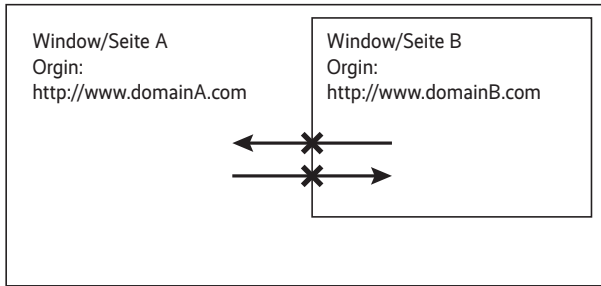 Window/Seite A
Orgin:
http://www.domainA.com
Window/Seite B
Orgin:
http://www.domainB.com